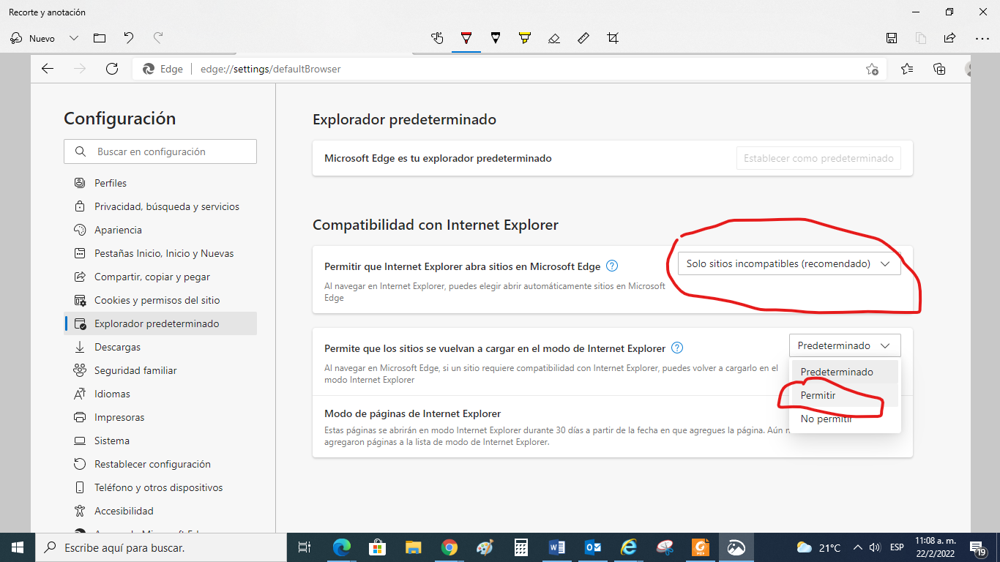 Recorte y anotación
Nuevo
Edge
edge://settings/defaultBrowser
Configuración
Buscar en configuración
Perfiles
Privacidad, búsqueda y servicios
Apariencia
Pestañas Inicio, Inicio y Nuevas
Compartir, copiar y pegar
Cookies y permisos del sitio
Explorador predeterminado
Descargas
Seguridad familiar
Idiomas
Impresoras
Sistema
Restablecer configuración
Teléfono y otros dispositivos
Accesibilidad
Explorador predeterminado
Microsoft Edge es tu explorador predeterminado
Establecer como predeterminado
Compatibilidad con Internet Explorer
Permitir que Internet Explorer abra sitios en Microsoft Edge
Solo sitios incompatibles (recomendado)
Al navegar en Internet Explorer, puedes elegir abrir automáticamente sitios en Microsoft
Edge
Permite que los sitios se vuelvan a cargar en el modo de Internet Explorer
Predeterminado
Al navegar en Microsoft Edge, si un sitio requiere compatibilidad con Internet Explorer, puedes volver a cargarlo en el
modo Internet Explorer
Predeterminado
Permitir
No permitir
Modo de páginas de Internet Explorer
Estas páginas se abrirán en modo Internet Explorer durante 30 días a partir de la fecha en que agregues la página. Aún
agregaron páginas a la lista de modo de Internet Explorer.
Escribe aquí para buscar.
PDF
21°C
ESP
11:08 a. m.
22/2/2022
19